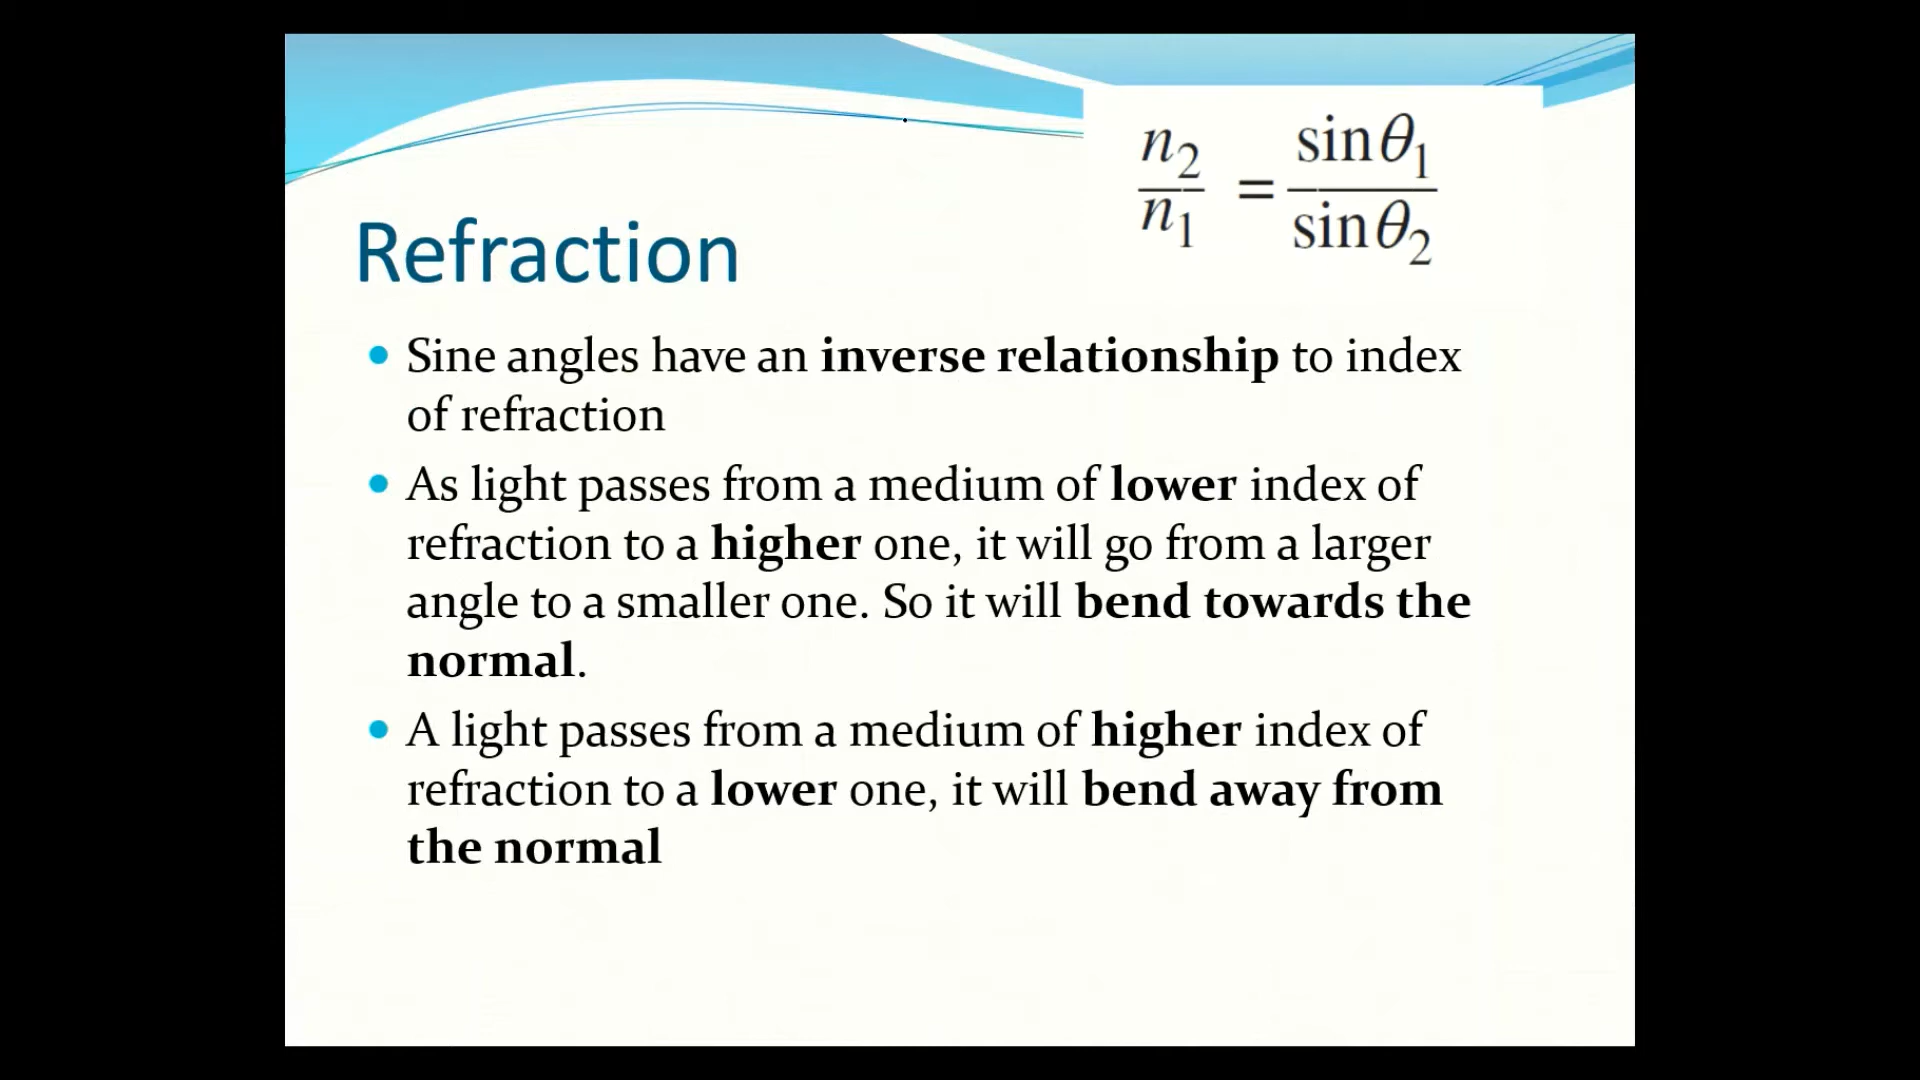 n₂/n₁ = sinθ₁/sinθ₂
Refraction
• Sine angles have an inverse relationship to index
of refraction
• As light passes from a medium of lower index of
refraction to a higher one, it will go from a larger
angle to a smaller one. So it will bend towards the
normal.
• A light passes from a medium of higher index of
refraction to a lower one, it will bend away from
the normal